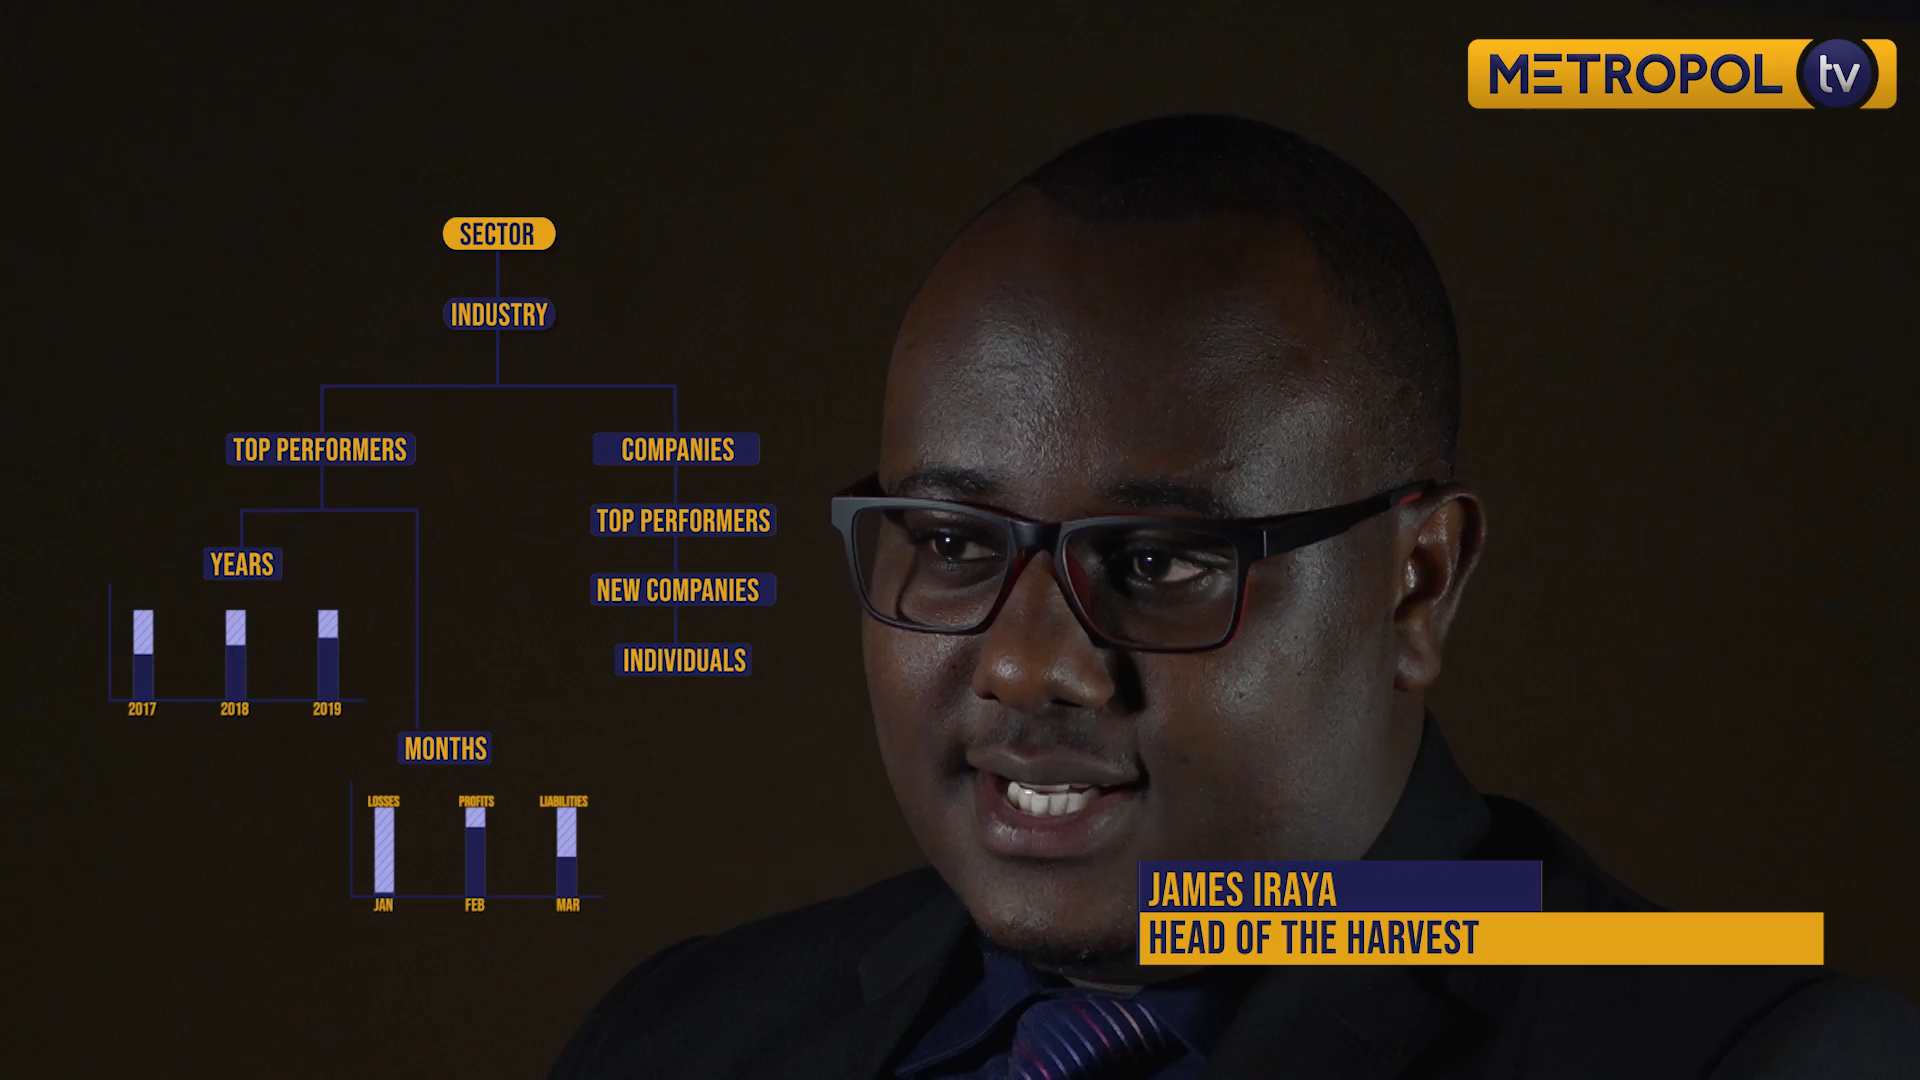 METROPOL tv
SECTOR
INDUSTRY
TOP PERFORMERS
COMPANIES
TOP PERFORMERS
YEARS
NEW COMPANIES
INDIVIDUALS
2017 2018 2019
MONTHS
LOSSES PROFITS LIABILITIES
JAN FEB MAR
JAMES IRAYA
HEAD OF THE HARVEST